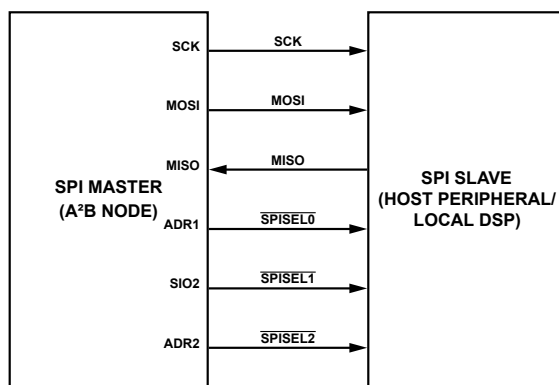 SCK SCK
MOSI MOSI
MISO MISO
SPI MASTER
(A²B NODE)
SPI SLAVE
(HOST PERIPHERAL/
LOCAL DSP)
ADR1 SPISEL0
SIO2 SPISEL1
ADR2 SPISEL2